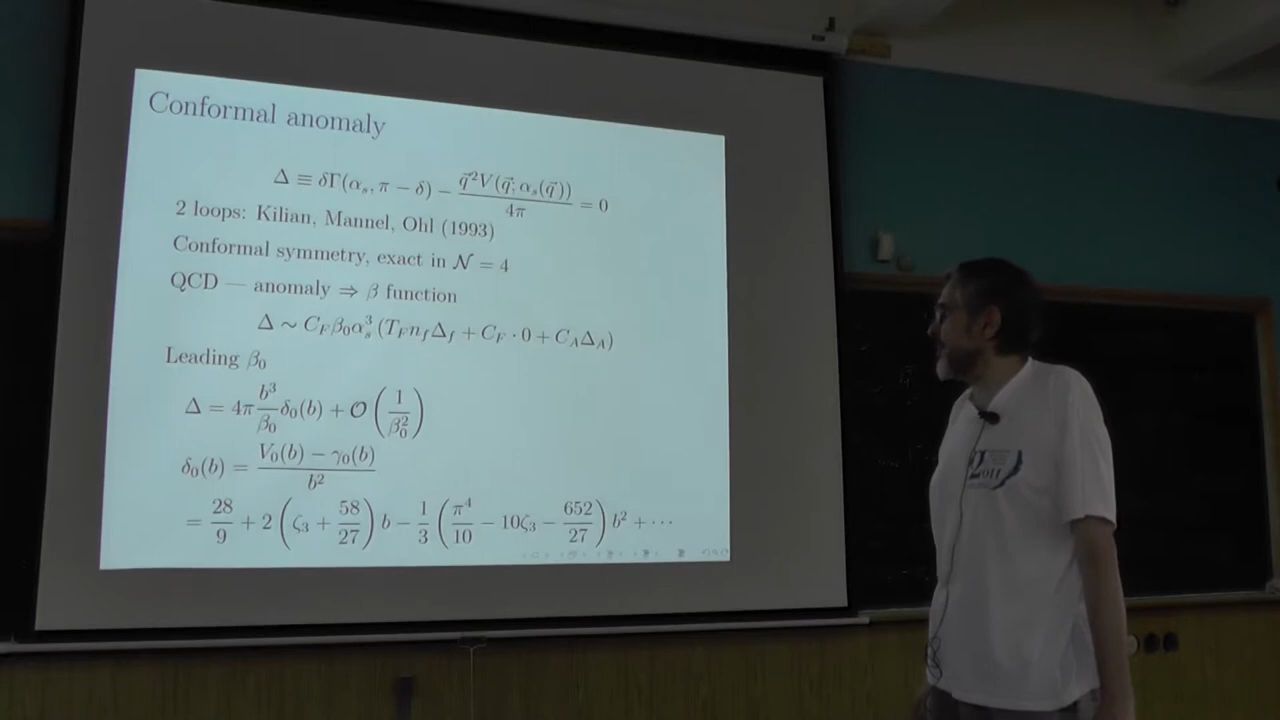 Conformal anomaly
Δ ≡ δΓ(α_s, π − δ) − \frac{\vec{q}^2 V(\vec{q}; α_s(\vec{q}))}{4π} = 0
2 loops: Kilian, Mannel, Ohl (1993)
Conformal symmetry, exact in 𝒩 = 4
QCD — anomaly ⇒ β function
Δ ∼ C_F β_0 α_s^3 (T_F n_f Δ_f + C_F · 0 + C_A Δ_A)
Leading β_0
Δ = 4π \frac{b^3}{β_0} δ_0(b) + 𝒪(\frac{1}{β_0^2})
δ_0(b) = \frac{V_0(b) − γ_0(b)}{b^2}
= \frac{28}{9} + 2 (ζ_3 + \frac{58}{27}) b − \frac{1}{3} (\frac{π^4}{10} − 10ζ_3 − \frac{652}{27}) b^2 + ⋯
2011